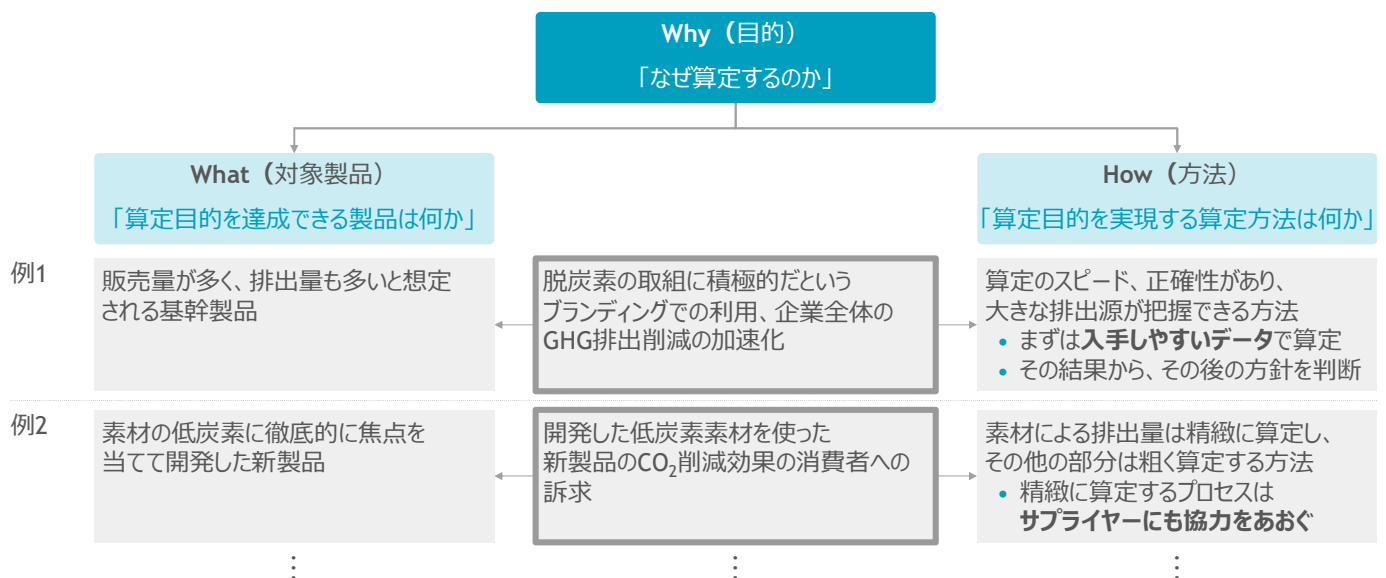 Why（目的）
「なぜ算定するのか」
What（対象製品）
「算定目的を達成できる製品は何か」
How（方法）
「算定目的を実現する算定方法は何か」
例1
販売量が多く、排出量も多いと想定
される基幹製品
脱炭素の取組に積極的だという
ブランディングでの利用、企業全体の
GHG排出削減の加速化
算定のスピード、正確性があり、
大きな排出源が把握できる方法
• まずは入手しやすいデータで算定
• その結果から、その後の方針を判断
例2
素材の低炭素に徹底的に焦点を
当てて開発した新製品
開発した低炭素素材を使った
新製品のCO₂削減効果の消費者への
訴求
素材による排出量は精緻に算定し、
その他の部分は粗く算定する方法
• 精緻に算定するプロセスは
サプライヤーにも協力をあおぐ
⋮
⋮
⋮